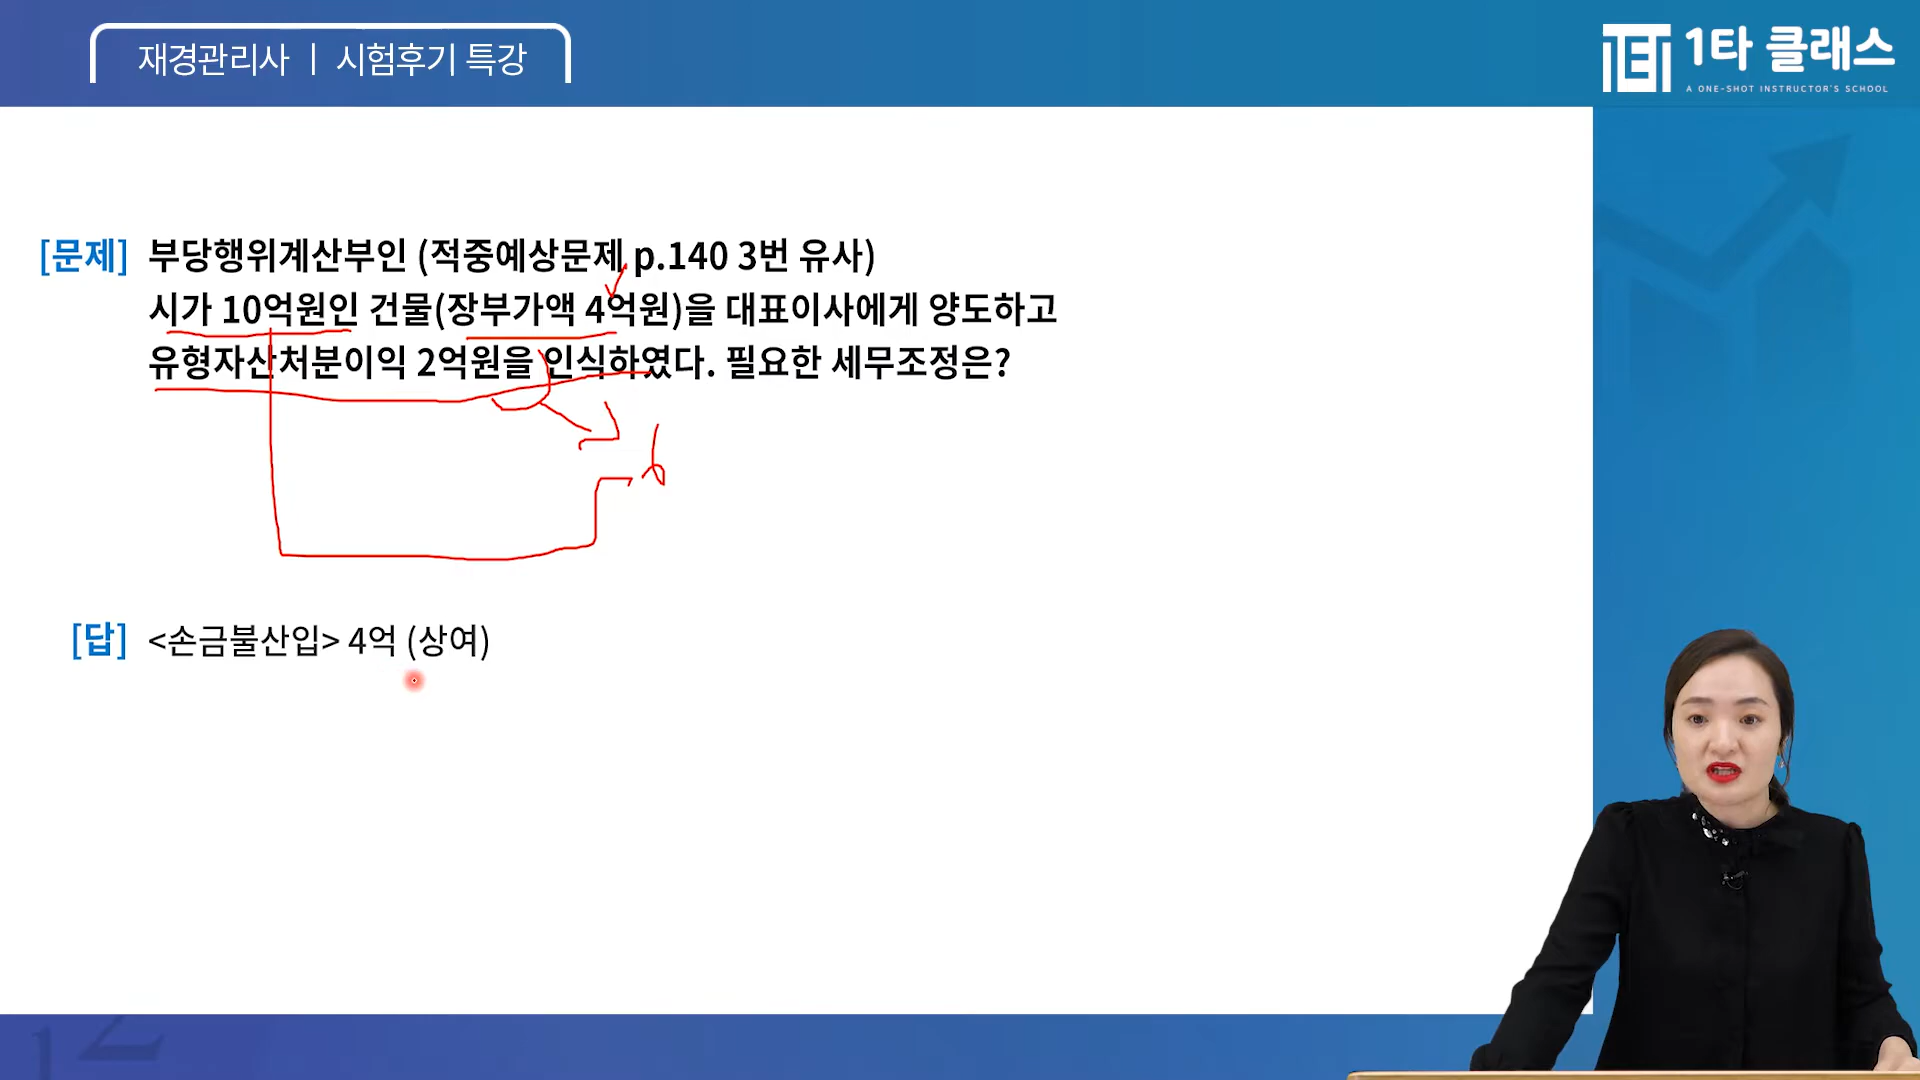 재경관리사 | 시험후기 특강
1타 클래스
A ONE-SHOT INSTRUCTOR'S SCHOOL
[문제] 부당행위계산부인 (적중예상문제 p.140 3번 유사)
시가 10억원인 건물(장부가액 4억원)을 대표이사에게 양도하고
유형자산처분이익 2억원을 인식하였다. 필요한 세무조정은?
2
6
[답] <손금불산입> 4억 (상여)
12